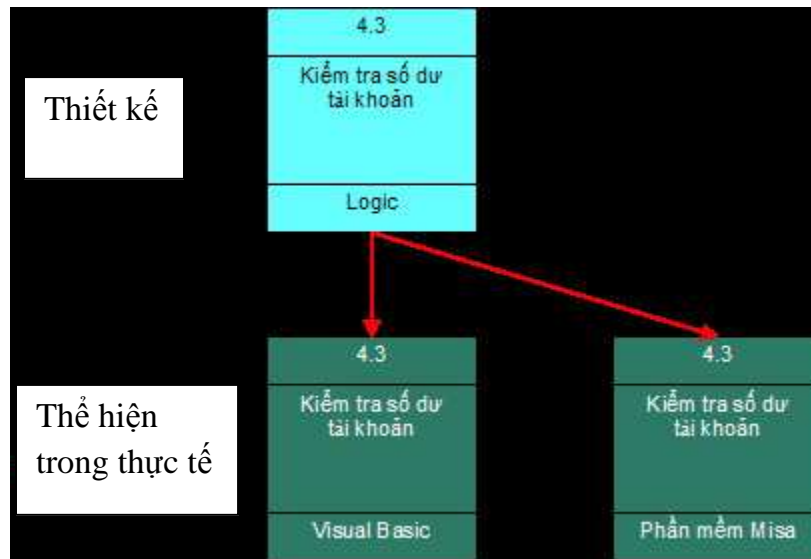 4.3
Kiểm tra số dư
tài khoản
Logic
Thiết kế
4.3
Kiểm tra số dư
tài khoản
Visual Basic
4.3
Kiểm tra số dư
tài khoản
Phần mềm Misa
Thể hiện
trong thực tế